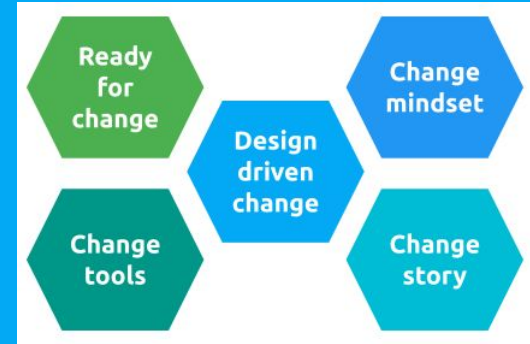 Ready
for
change
Change
mindset
Design
driven
change
Change
tools
Change
story